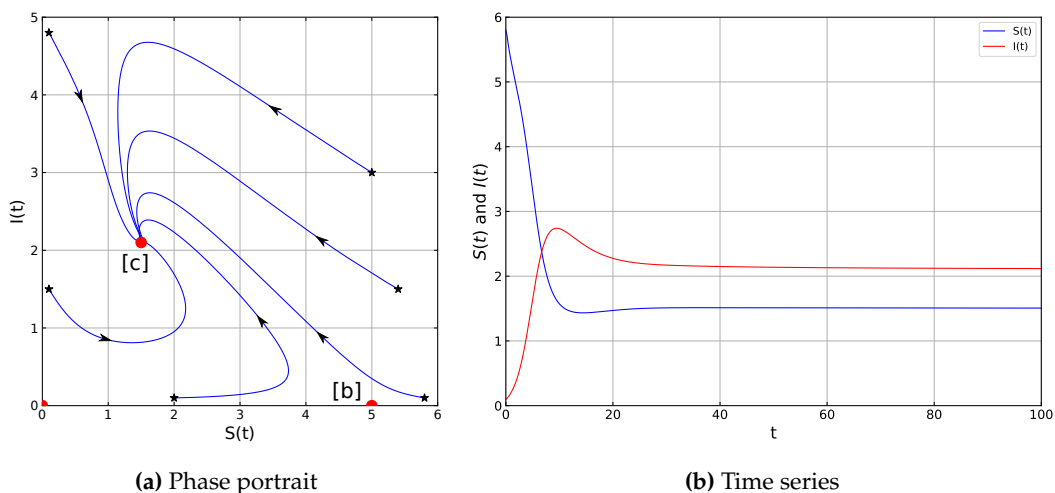 5
4
3
2
1
0
I(t)
[c]
[b]
0 1 2 3 4 5 6
S(t)
(a) Phase portrait
6
5
4
3
2
1
0
S(t) and I(t)
S(t)
I(t)
0 20 40 60 80 100
t
(b) Time series